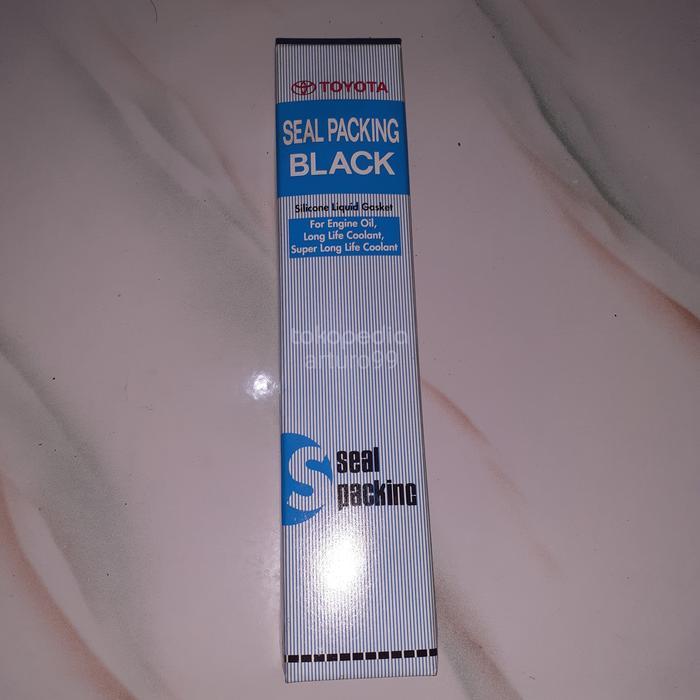 TOYOTA
SEAL PACKING
BLACK
Silicone Liquid Gasket
For Engine Oil,
Long Life Coolant,
Super Long Life Coolant
tokopedia
arturo99
seal
packing